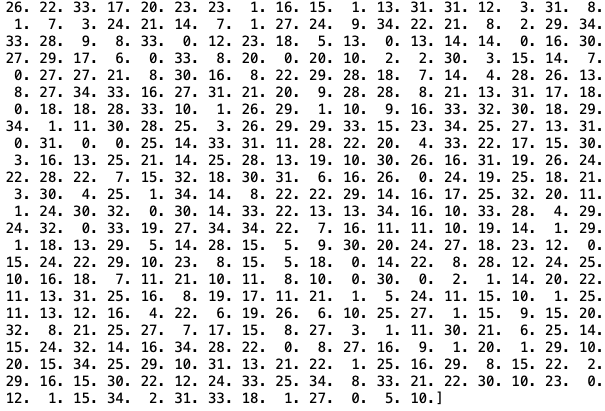 26. 22. 33. 17. 20. 23. 23. 1. 16. 15. 1. 13. 31. 31. 12. 3. 31. 8.
1. 7. 3. 24. 21. 14. 7. 1. 27. 24. 9. 34. 22. 21. 8. 2. 29. 34.
33. 28. 9. 8. 33. 0. 12. 23. 18. 5. 13. 0. 13. 14. 14. 0. 16. 30.
27. 29. 17. 6. 0. 33. 8. 20. 0. 20. 10. 2. 2. 30. 3. 15. 14. 7.
0. 27. 27. 21. 8. 30. 16. 8. 22. 29. 28. 18. 7. 14. 4. 28. 26. 13.
8. 27. 34. 33. 16. 27. 31. 21. 20. 9. 28. 28. 8. 21. 13. 31. 17. 18.
0. 18. 18. 28. 33. 10. 1. 26. 29. 1. 10. 9. 16. 33. 32. 30. 18. 29.
34. 1. 11. 30. 28. 25. 3. 26. 29. 29. 33. 15. 23. 34. 25. 27. 13. 31.
0. 31. 0. 0. 25. 14. 33. 31. 11. 28. 22. 20. 4. 33. 22. 17. 15. 30.
3. 16. 13. 25. 21. 14. 25. 28. 13. 19. 10. 30. 26. 16. 31. 19. 26. 24.
22. 28. 22. 7. 15. 32. 18. 30. 31. 6. 16. 26. 0. 24. 19. 25. 18. 21.
3. 30. 4. 25. 1. 34. 14. 8. 22. 22. 29. 14. 16. 17. 25. 32. 20. 11.
1. 24. 30. 32. 0. 30. 14. 33. 22. 13. 13. 34. 16. 10. 33. 28. 4. 29.
24. 32. 0. 33. 19. 27. 34. 34. 22. 7. 16. 11. 11. 10. 19. 14. 1. 29.
1. 18. 13. 29. 5. 14. 28. 15. 5. 9. 30. 20. 24. 27. 18. 23. 12. 0.
15. 24. 22. 29. 10. 23. 8. 15. 5. 18. 0. 14. 22. 8. 28. 12. 24. 25.
10. 16. 18. 7. 11. 21. 10. 11. 8. 10. 0. 30. 0. 2. 1. 14. 20. 22.
11. 13. 31. 25. 16. 8. 19. 17. 11. 21. 1. 5. 24. 11. 15. 10. 1. 25.
11. 13. 12. 16. 4. 22. 6. 19. 26. 6. 10. 25. 27. 1. 15. 9. 15. 20.
32. 8. 21. 25. 27. 7. 17. 15. 8. 27. 3. 1. 11. 30. 21. 6. 25. 14.
15. 24. 32. 14. 16. 34. 28. 22. 0. 8. 27. 16. 9. 1. 20. 1. 29. 10.
20. 15. 34. 25. 29. 10. 31. 13. 21. 22. 1. 25. 16. 29. 8. 15. 22. 2.
29. 16. 15. 30. 22. 12. 24. 33. 25. 34. 8. 33. 21. 22. 30. 10. 23. 0.
12. 1. 15. 34. 2. 31. 33. 18. 1. 27. 0. 5. 10.]